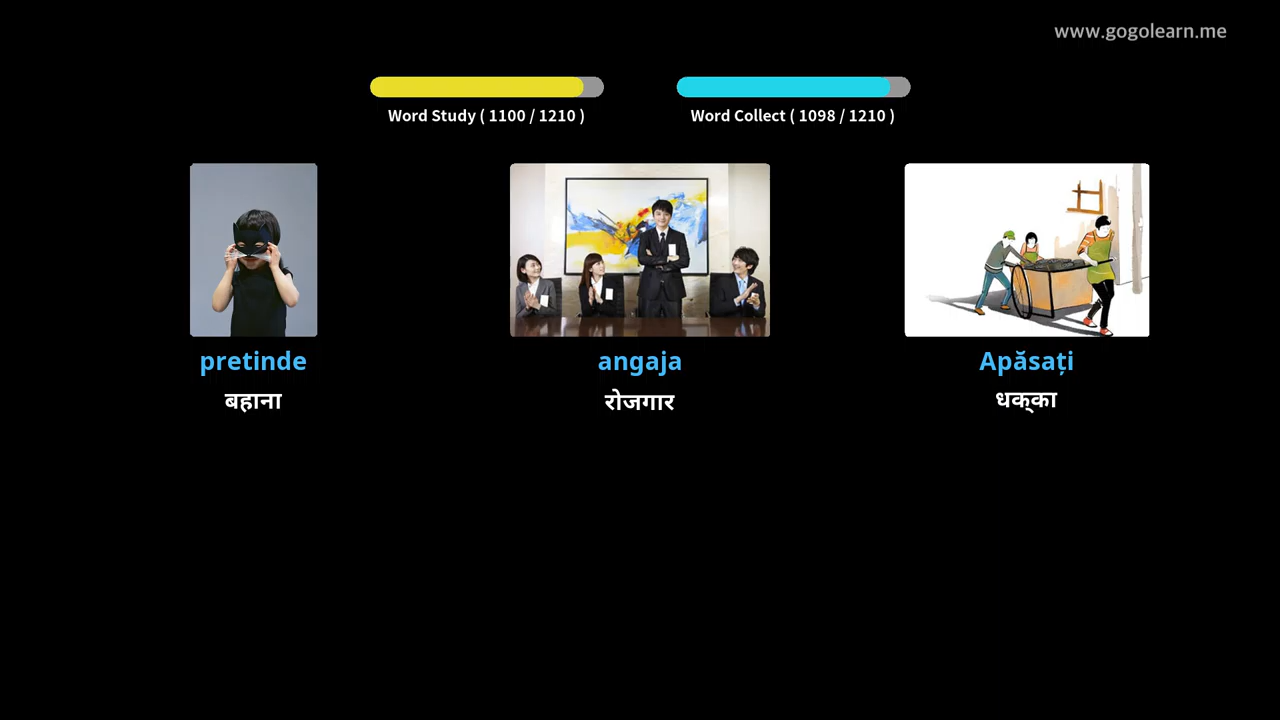 www.gogolearn.me
Word Study ( 1100 / 1210 )
Word Collect ( 1098 / 1210 )
pretinde
angaja
Apăsați
बहाना
रोजगार
धक्का